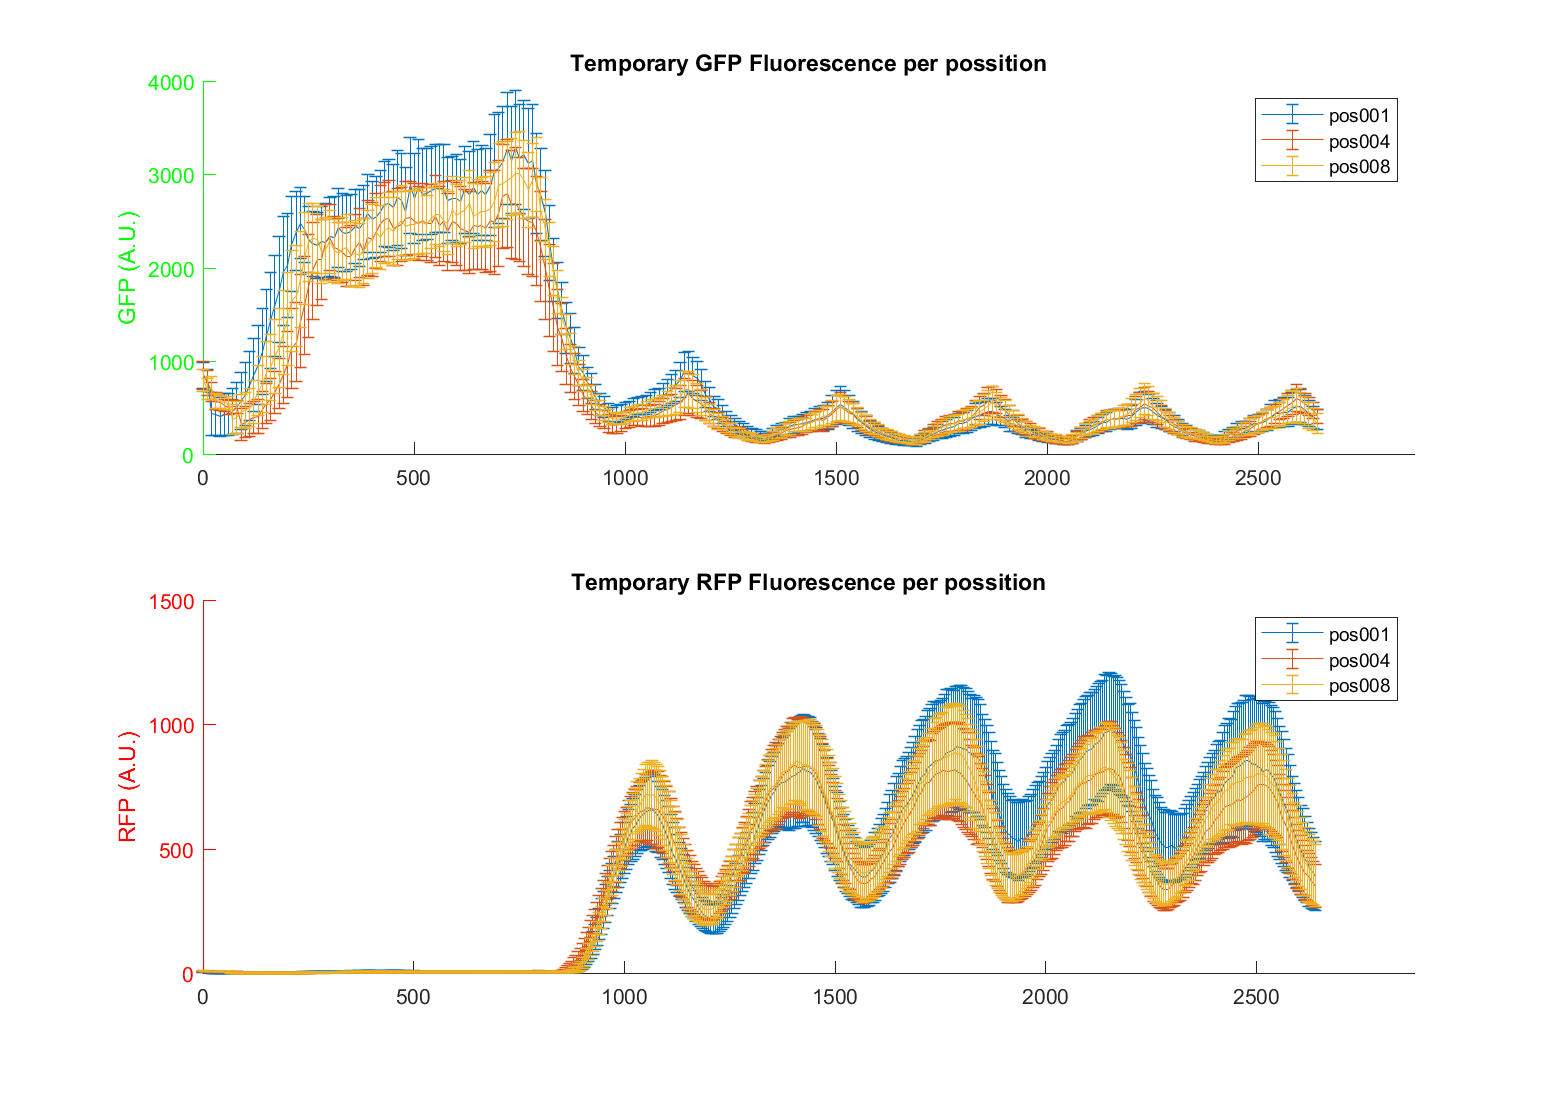 Temporary GFP Fluorescence per possition
GFP (A.U.)
4000
3000
2000
1000
0
0 500 1000 1500 2000 2500
pos001
pos004
pos008
Temporary RFP Fluorescence per possition
RFP (A.U.)
1500
1000
500
0
0 500 1000 1500 2000 2500
pos001
pos004
pos008